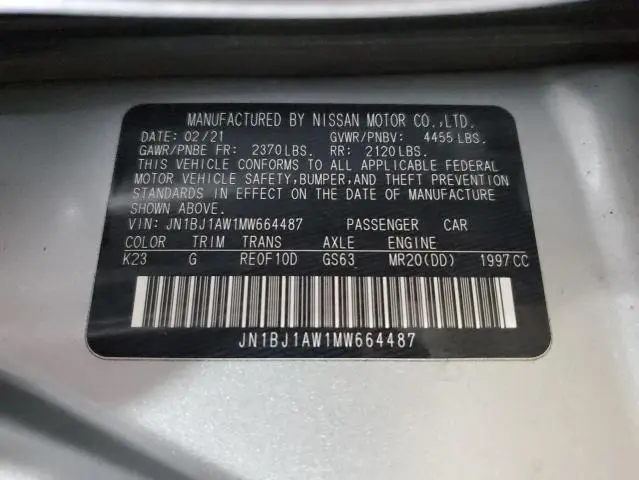 MANUFACTURED BY NISSAN MOTOR CO.,LTD.
DATE: 02/21 GVWR/PNBV: 4455LBS.
GAWR/PNBE FR: 2370LBS. RR: 2120LBS.
THIS VEHICLE CONFORMS TO ALL APPLICABLE FEDERAL
MOTOR VEHICLE SAFETY,BUMPER,AND THEFT PREVENTION
STANDARDS IN EFFECT ON THE DATE OF MANUFACTURE
SHOWN ABOVE.
VIN: JN1BJ1AW1MW664487 PASSENGER CAR
COLOR TRIM TRANS AXLE ENGINE
K23 G RE0F10D GS63 MR20(DD) 1997CC
JN1BJ1AW1MW664487